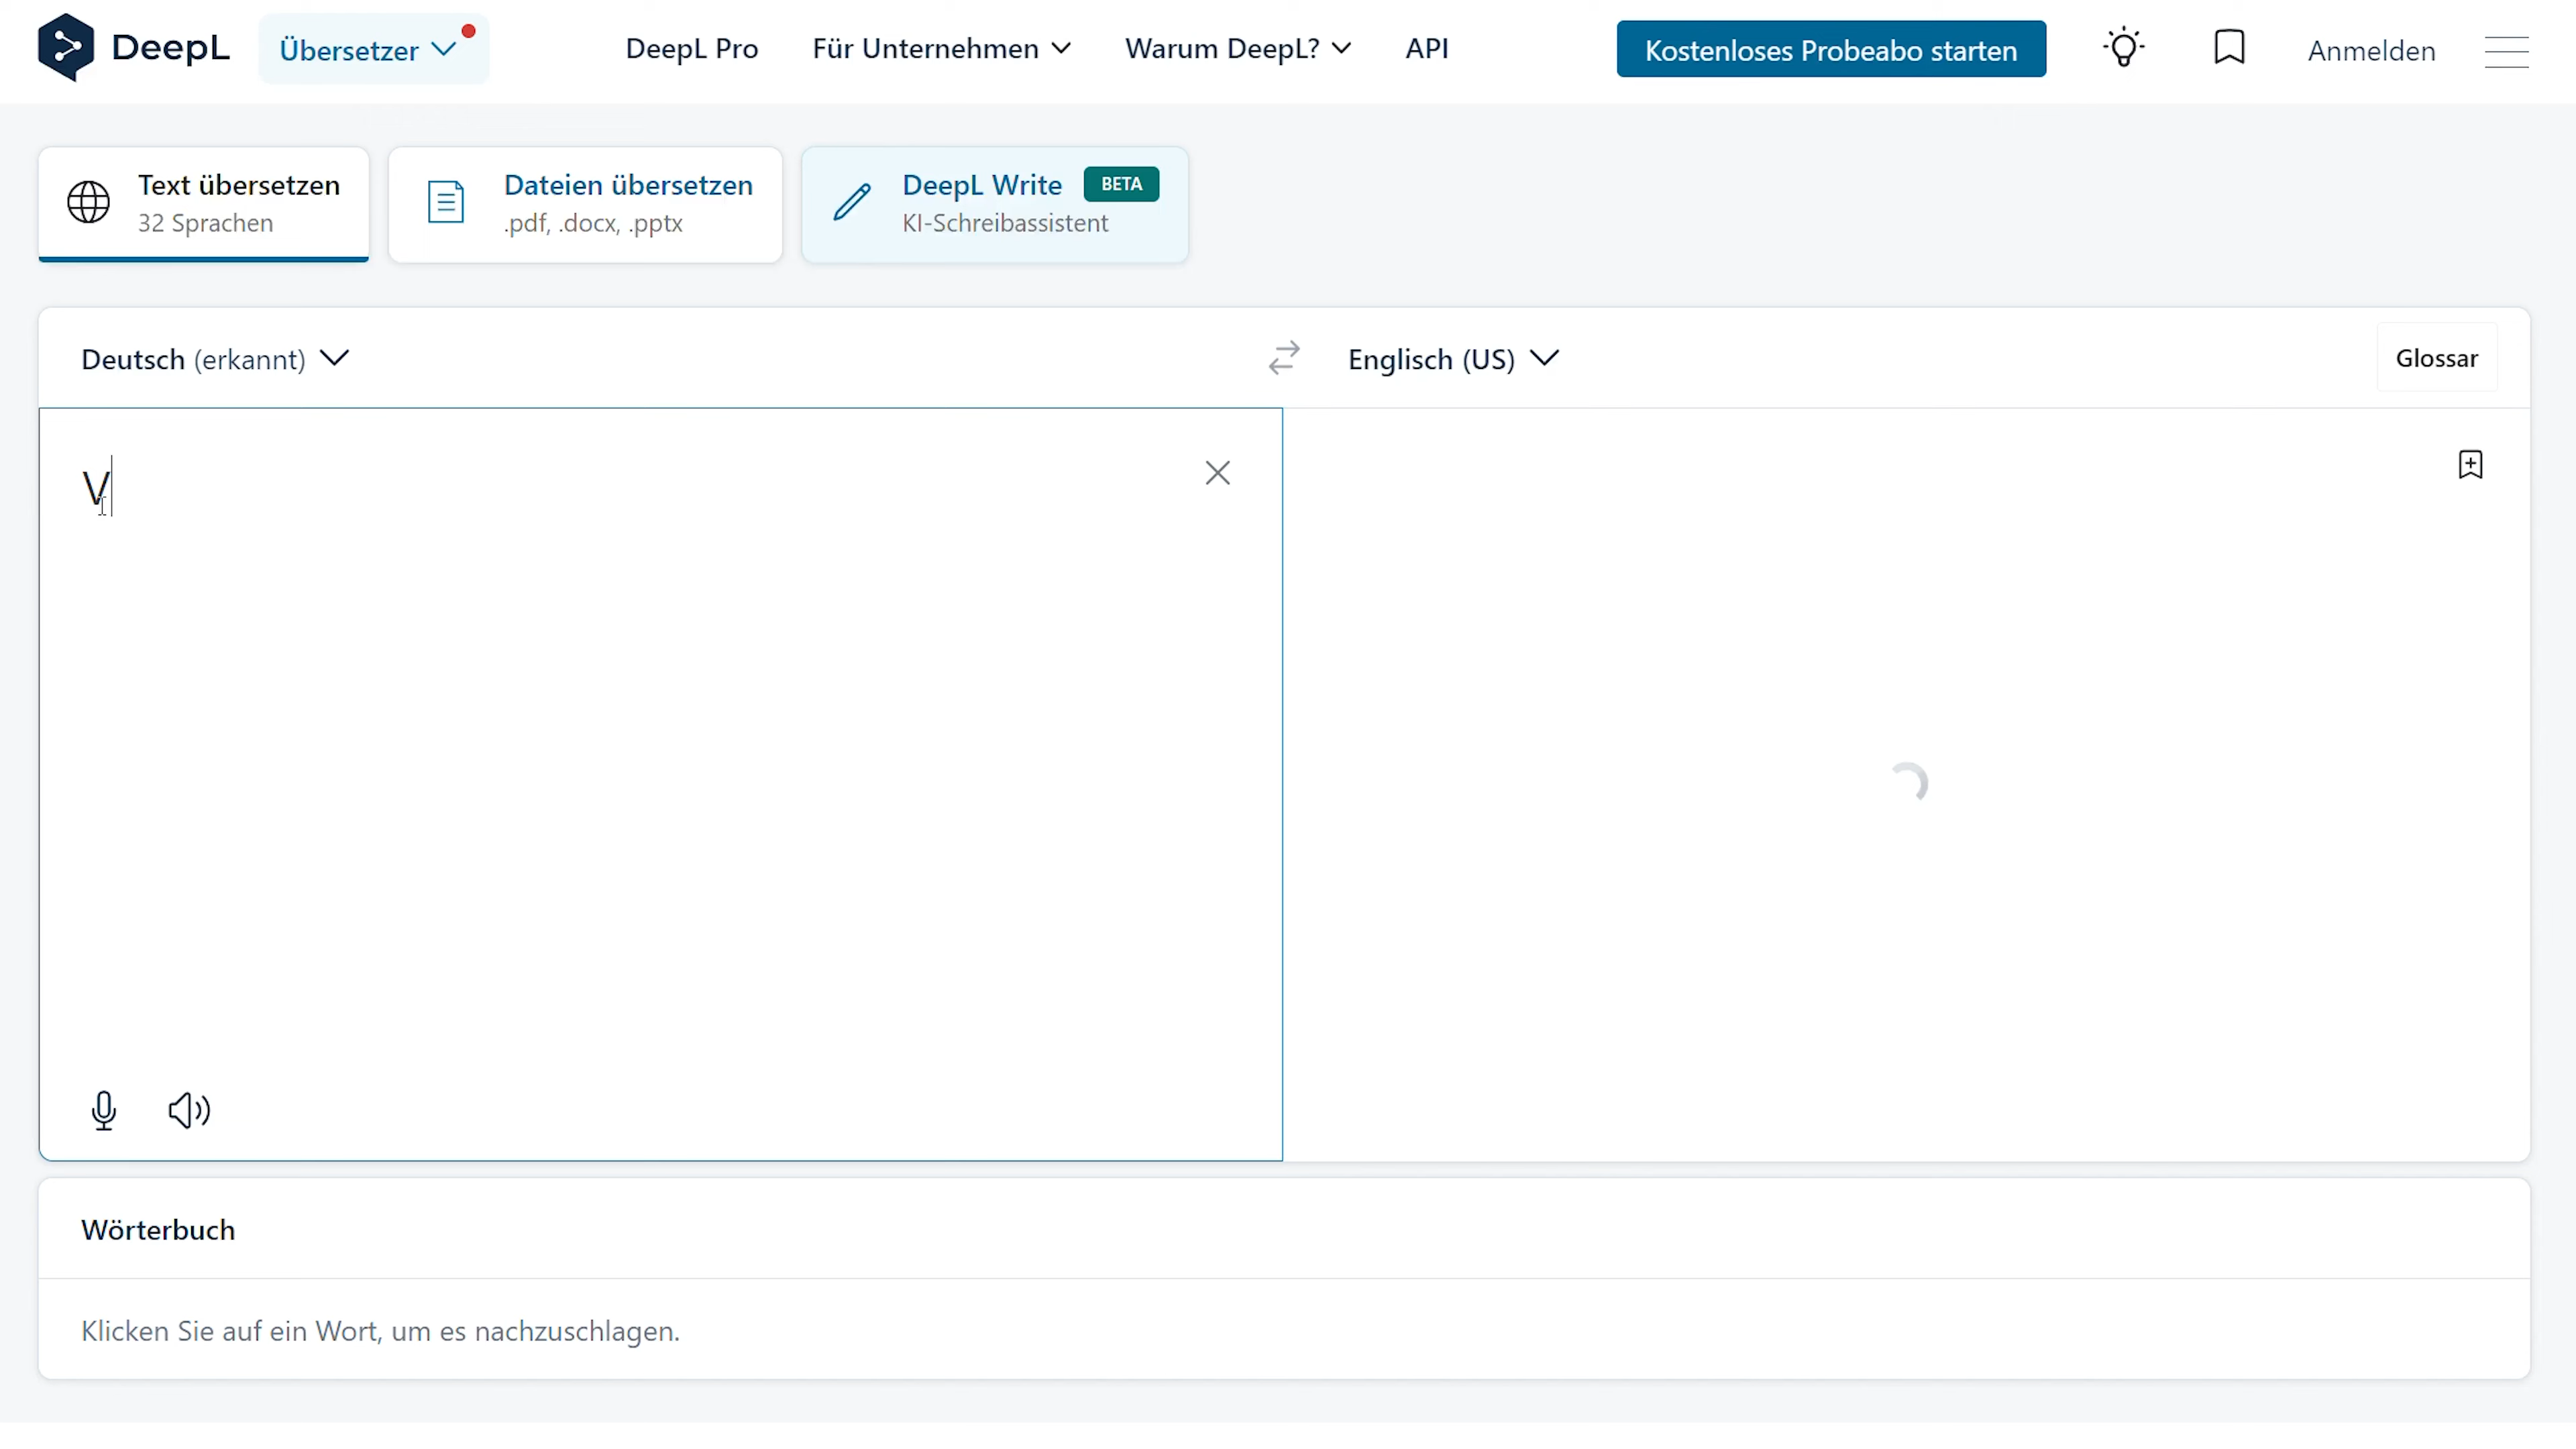 DeepL Übersetzer DeepL Pro Für Unternehmen Warum DeepL? API Kostenloses Probeabo starten Anmelden
Text übersetzen
32 Sprachen
Dateien übersetzen
.pdf, .docx, .pptx
DeepL Write BETA
KI-Schreibassistent
Deutsch (erkannt) Englisch (US) Glossar
V
Wörterbuch
Klicken Sie auf ein Wort, um es nachzuschlagen.